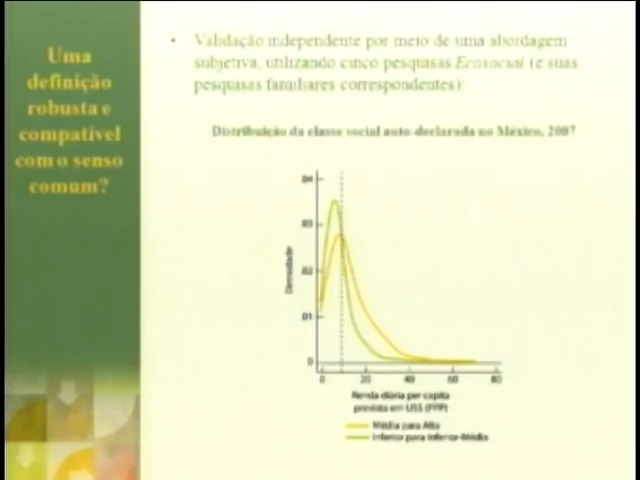 Uma
definição
robusta e
compatível
com o senso
comum?
• Validação independente por meio de uma abordagem
subjetiva, utilizando cinco pesquisas Ecosocial (e suas
pesquisas familiares correspondentes):
Distribuição da classe social auto-declarada no México, 2007
.04
.03
.02
.01
0
Densidade
0 20 40 60 80
Renda diária per capita
prevista em US$ (PPP)
Média para Alta
Inferior para Inferior-Média